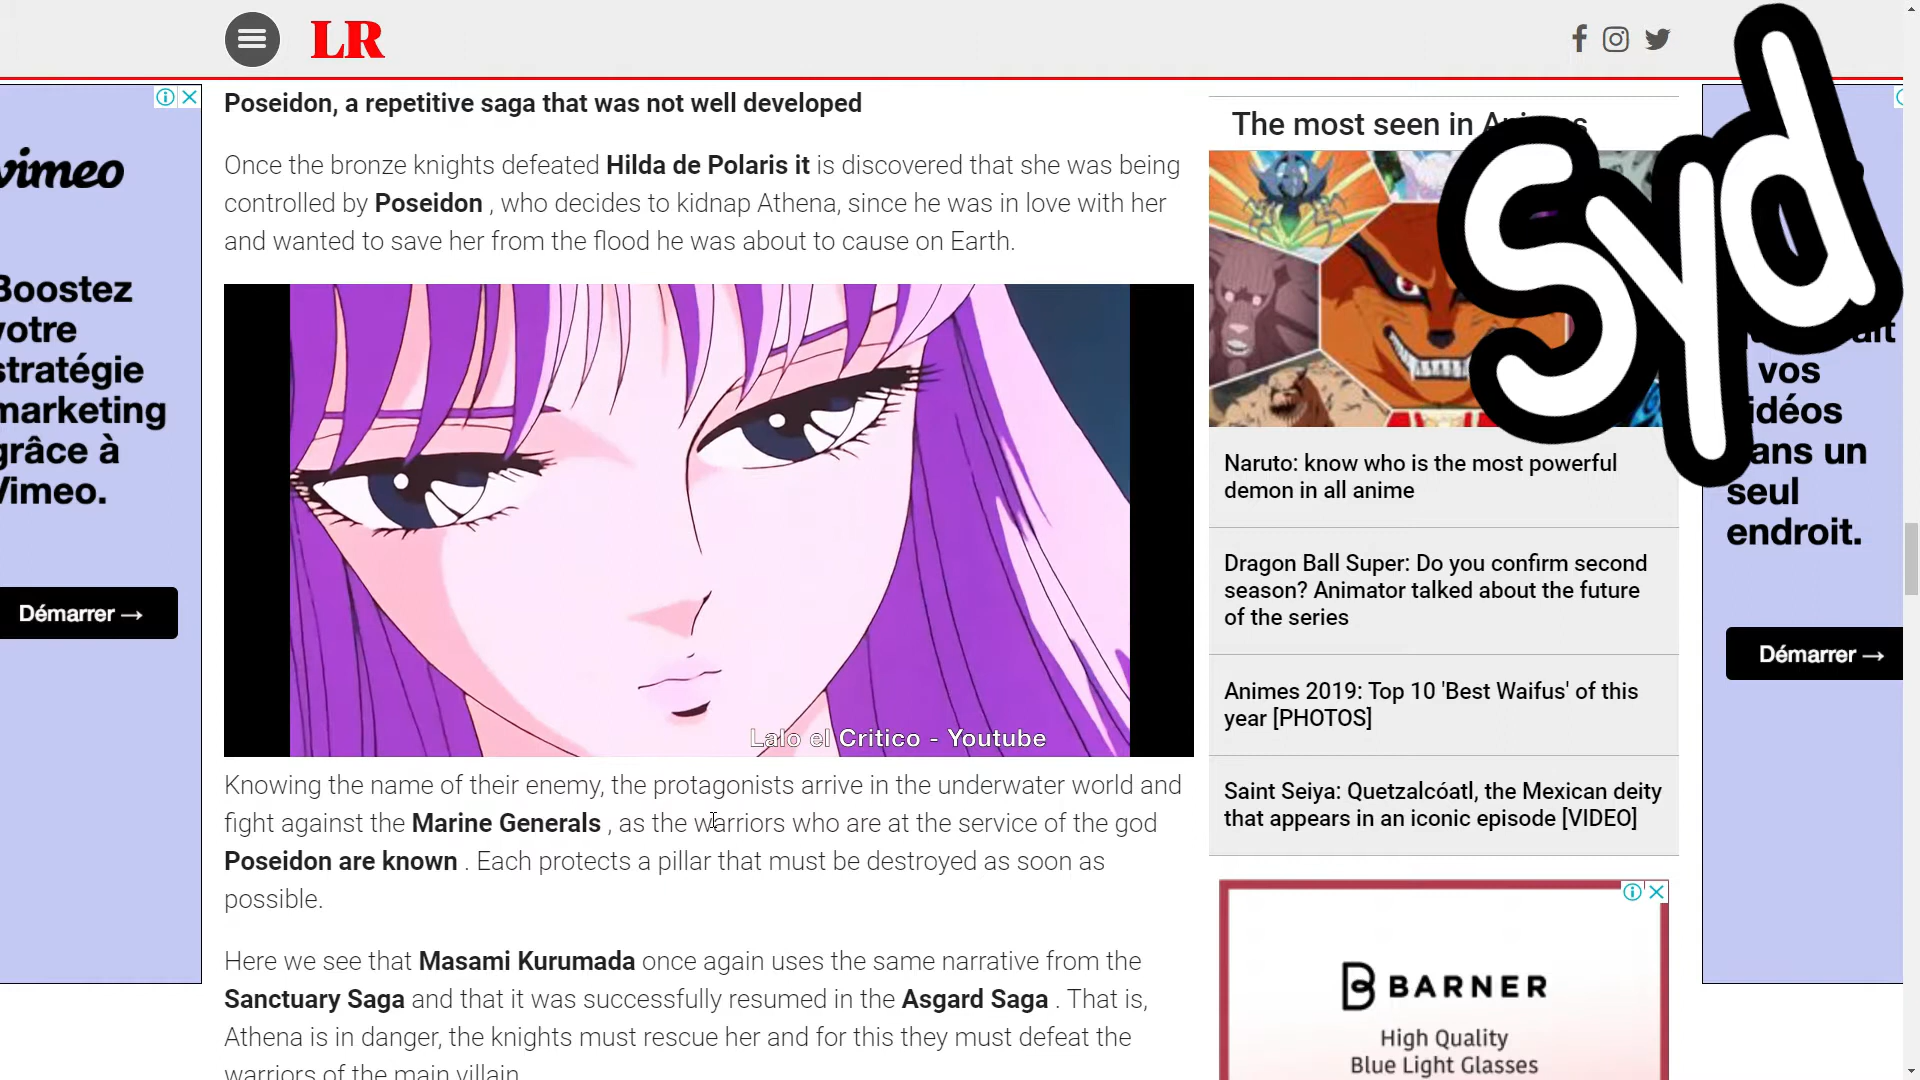 LR
Poseidon, a repetitive saga that was not well developed
Once the bronze knights defeated Hilda de Polaris it is discovered that she was being
controlled by Poseidon , who decides to kidnap Athena, since he was in love with her
and wanted to save her from the flood he was about to cause on Earth.
Lalo el Critico - Youtube
Knowing the name of their enemy, the protagonists arrive in the underwater world and
fight against the Marine Generals , as the warriors who are at the service of the god
Poseidon are known . Each protects a pillar that must be destroyed as soon as
possible.
Here we see that Masami Kurumada once again uses the same narrative from the
Sanctuary Saga and that it was successfully resumed in the Asgard Saga . That is,
Athena is in danger, the knights must rescue her and for this they must defeat the
warriors of the main villain.
The most seen in
Naruto: know who is the most powerful
demon in all anime
Dragon Ball Super: Do you confirm second
season? Animator talked about the future
of the series
Animes 2019: Top 10 'Best Waifus' of this
year [PHOTOS]
Saint Seiya: Quetzalcóatl, the Mexican deity
that appears in an iconic episode [VIDEO]
BARNER
High Quality
Blue Light Glasses
syd
vimeo
Boostez
votre
stratégie
marketing
grâce à
Vimeo.
Démarrer →
vos
seul
endroit.
Démarrer →